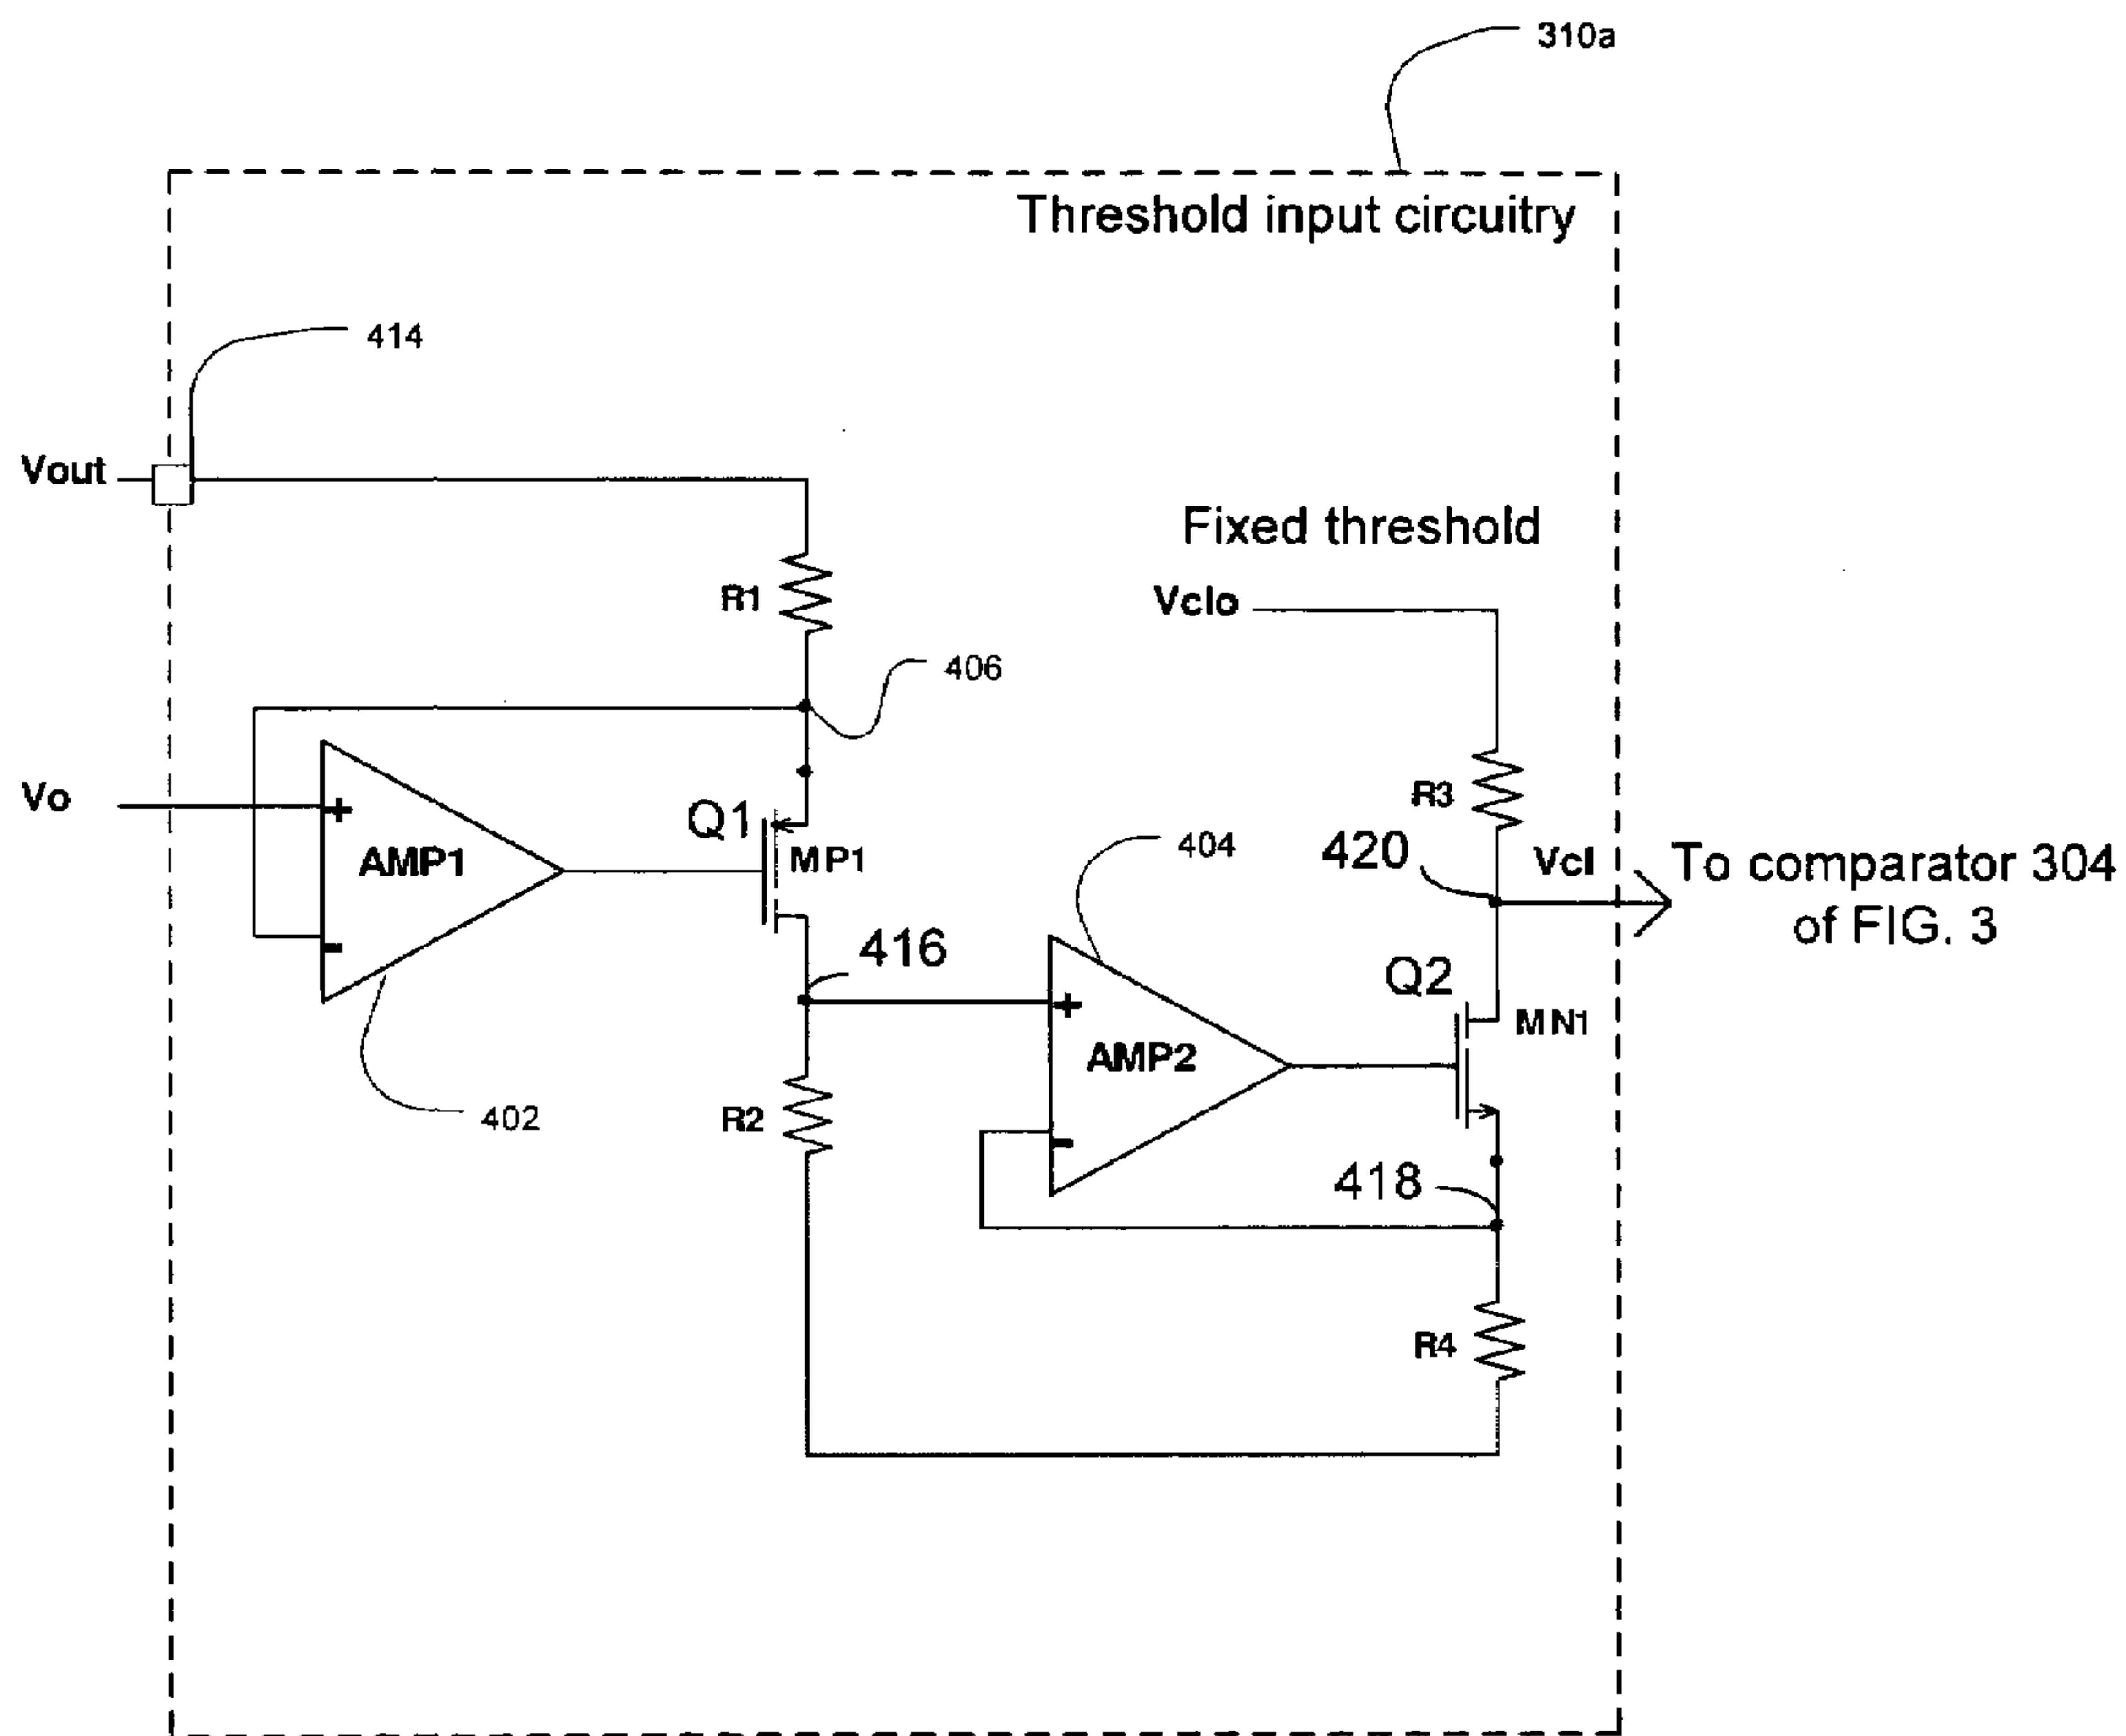 310a
Threshold input circuitry
414
Vout
Fixed threshold
R1
Vclo
406
Vo
+
Q1
R3
AMP1
MP1
404
420
Vcl
To comparator 304
of FIG. 3
-
416
Q2
+
MN1
AMP2
402
R2
-
418
R4